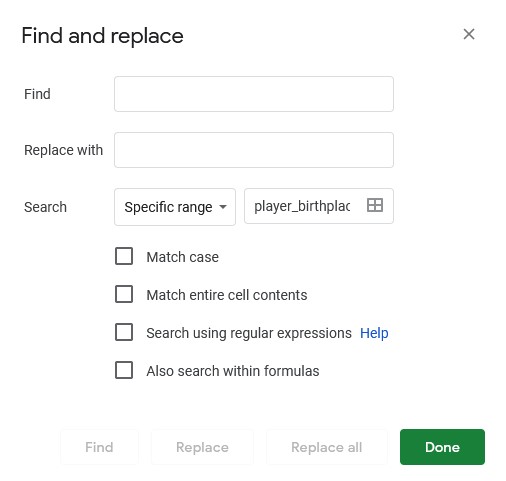 Find and replace
Find
Replace with
Search Specific range player_birthplac
Match case
Match entire cell contents
Search using regular expressions Help
Also search within formulas
Find Replace Replace all Done